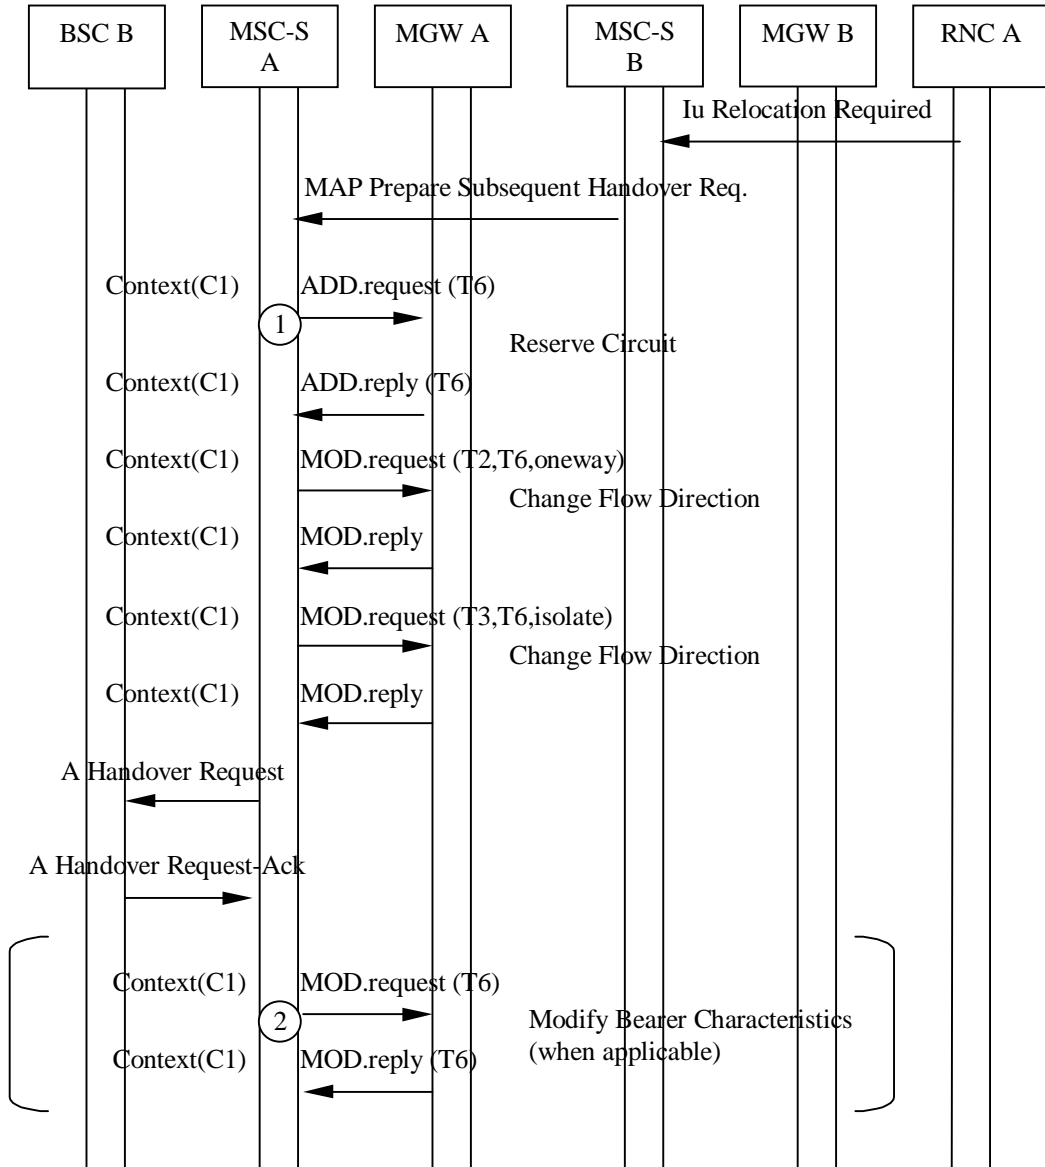 BSC B
MSC-S
A
MGW A
MSC-S
B
MGW B
RNC A
Iu Relocation Required
MAP Prepare Subsequent Handover Req.
Context(C1)
ADD.request (T6)
1
Reserve Circuit
Context(C1)
ADD.reply (T6)
Context(C1)
MOD.request (T2,T6,oneway)
Change Flow Direction
Context(C1)
MOD.reply
Context(C1)
MOD.request (T3,T6,isolate)
Change Flow Direction
Context(C1)
MOD.reply
A Handover Request
A Handover Request-Ack
Context(C1)
MOD.request (T6)
2
Modify Bearer Characteristics
(when applicable)
Context(C1)
MOD.reply (T6)